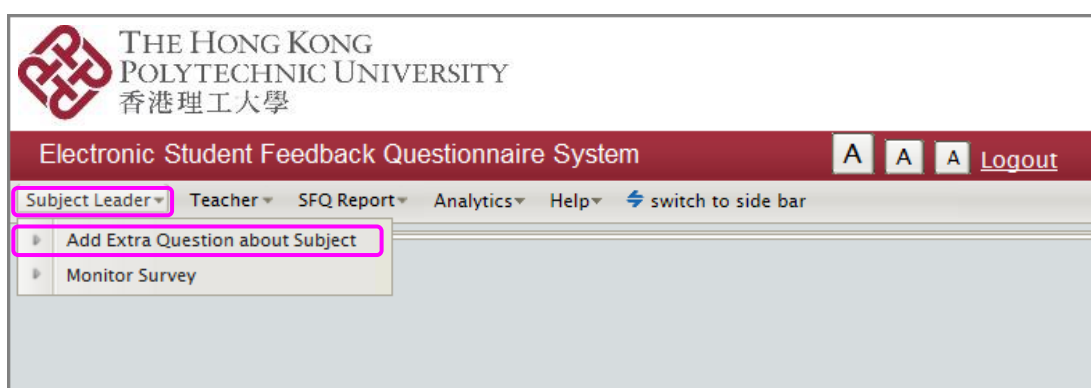 THE HONG KONG
POLYTECHNIC UNIVERSITY
香港理工大學
Electronic Student Feedback Questionnaire System A A A Logout
Subject Leader Teacher SFQ Report Analytics Help switch to side bar
Add Extra Question about Subject
Monitor Survey